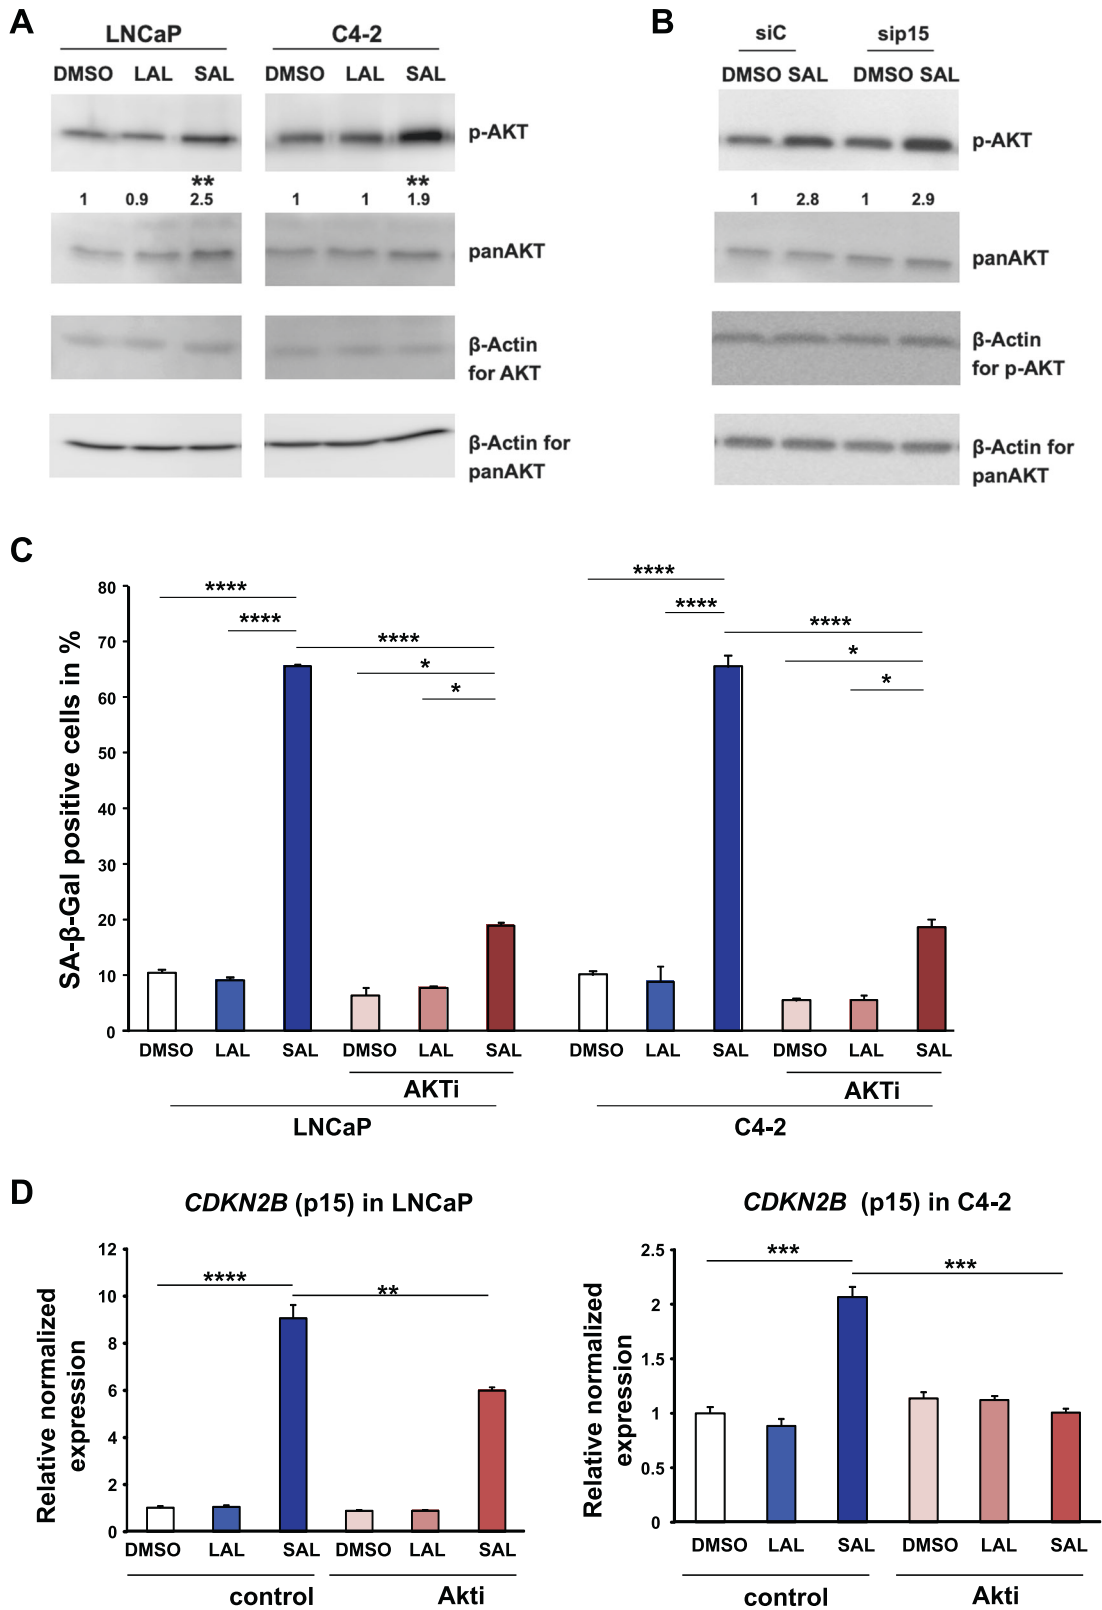 A
LNCaP C4-2
DMSO LAL SAL DMSO LAL SAL
p-AKT
** **
1 0.9 2.5 1 1 1.9
panAKT
β-Actin
for AKT
β-Actin for
panAKT
B
siC sip15
DMSO SAL DMSO SAL
p-AKT
1 2.8 1 2.9
panAKT
β-Actin
for p-AKT
β-Actin for
panAKT
C
SA-β-Gal positive cells in %
80
70
60
50
40
30
20
10
0
**** **** **** * *
**** **** **** * *
DMSO LAL SAL DMSO LAL SAL DMSO LAL SAL DMSO LAL SAL
AKTi AKTi
LNCaP C4-2
D
CDKN2B (p15) in LNCaP
Relative normalized
expression
12
10
8
6
4
2
0
**** **
DMSO LAL SAL DMSO LAL SAL
control Akti
CDKN2B (p15) in C4-2
Relative normalized
expression
2.5
2
1.5
1
0.5
0
*** ***
DMSO LAL SAL DMSO LAL SAL
control Akti